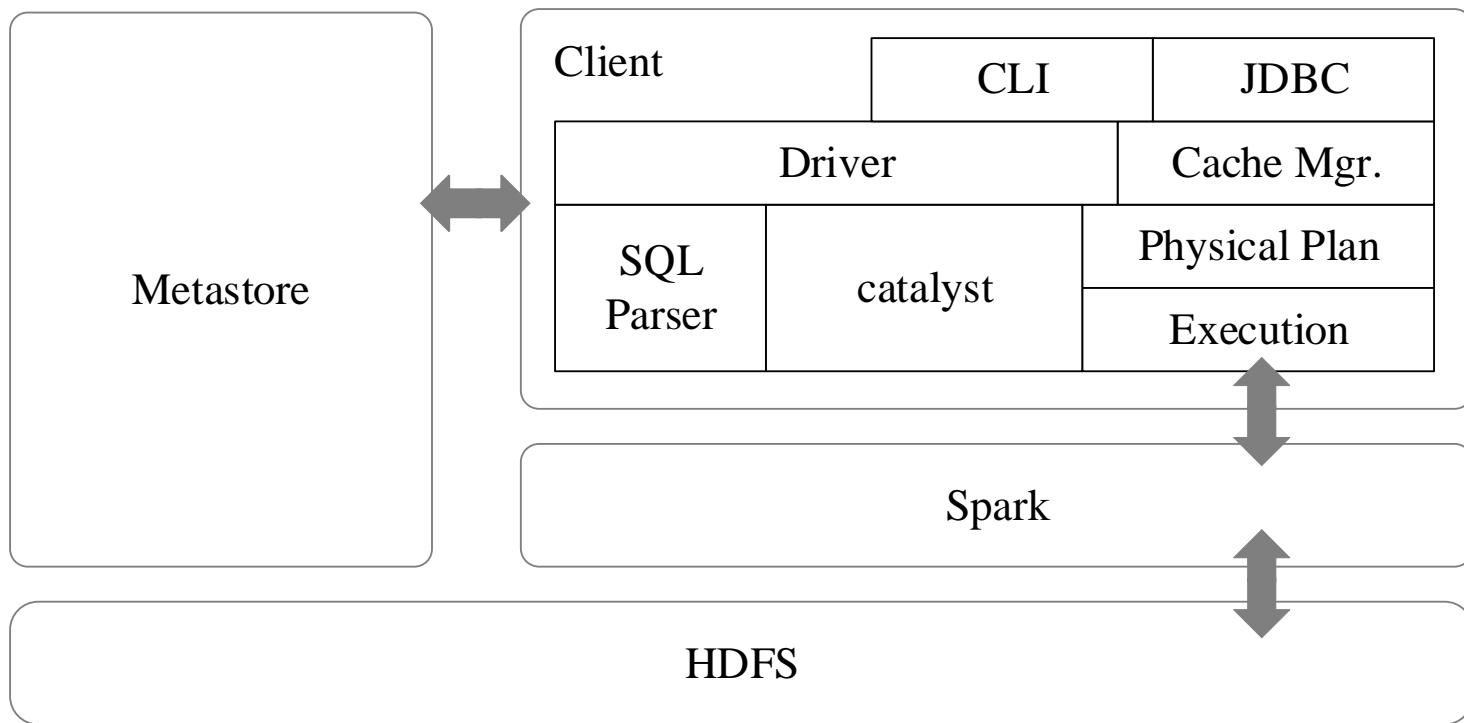 Client
CLI
JDBC
Driver
Cache Mgr.
Metastore
SQL
Parser
catalyst
Physical Plan
Execution
Spark
HDFS